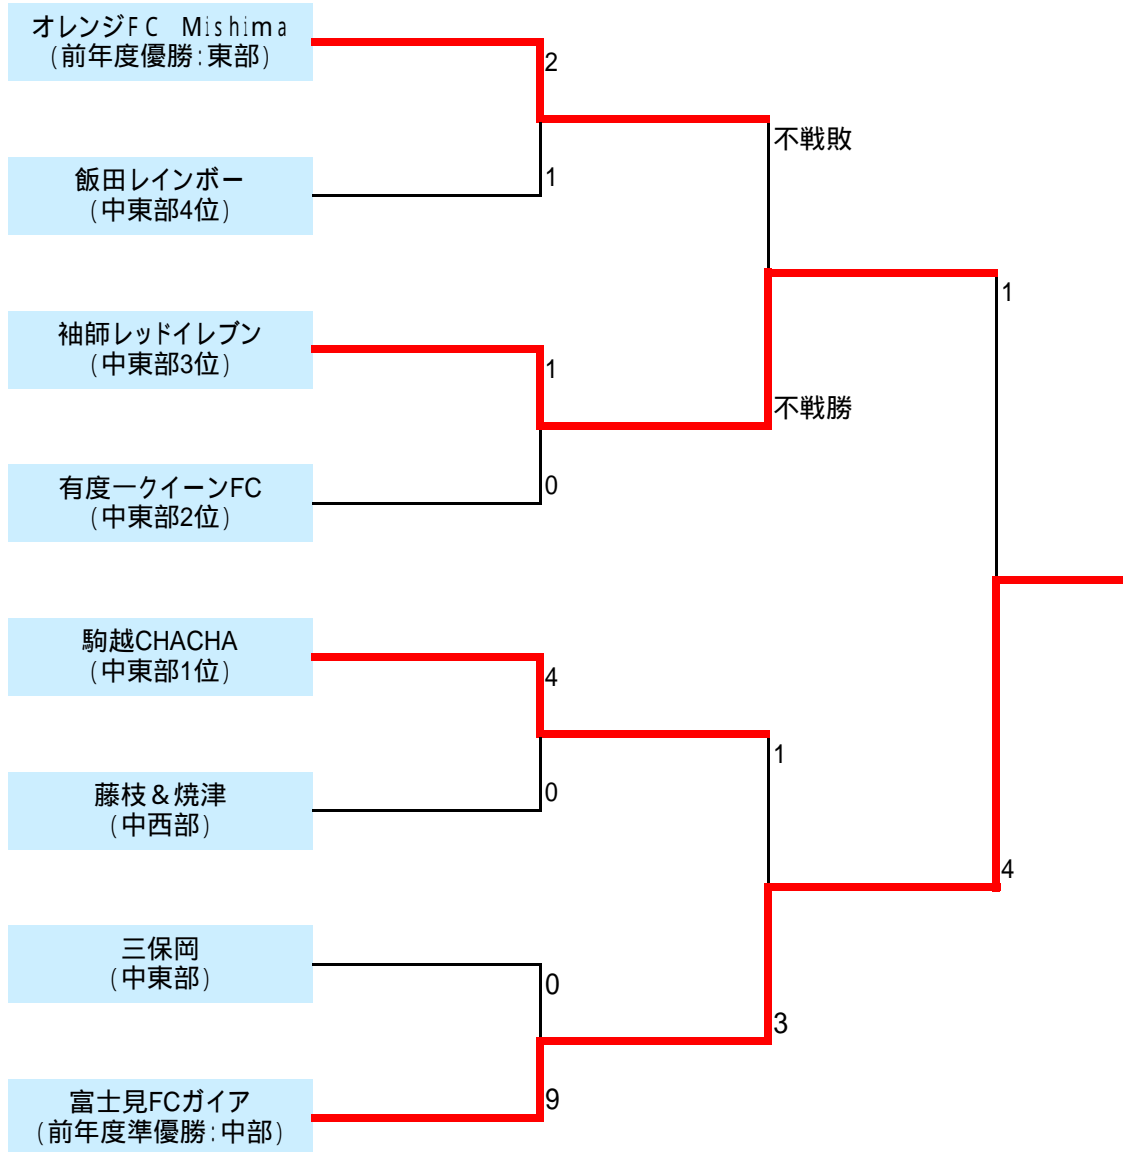 オレンジFC Mishima
(前年度優勝:東部)
2
不戦敗
飯田レインボー
(中東部4位)
1
1
袖師レッドイレブン
(中東部3位)
1
不戦勝
有度一クイーンFC
(中東部2位)
0
駒越CHACHA
(中東部1位)
4
1
藤枝&焼津
(中西部)
0
4
三保岡
(中東部)
0
3
富士見FCガイア
(前年度準優勝:中部)
9